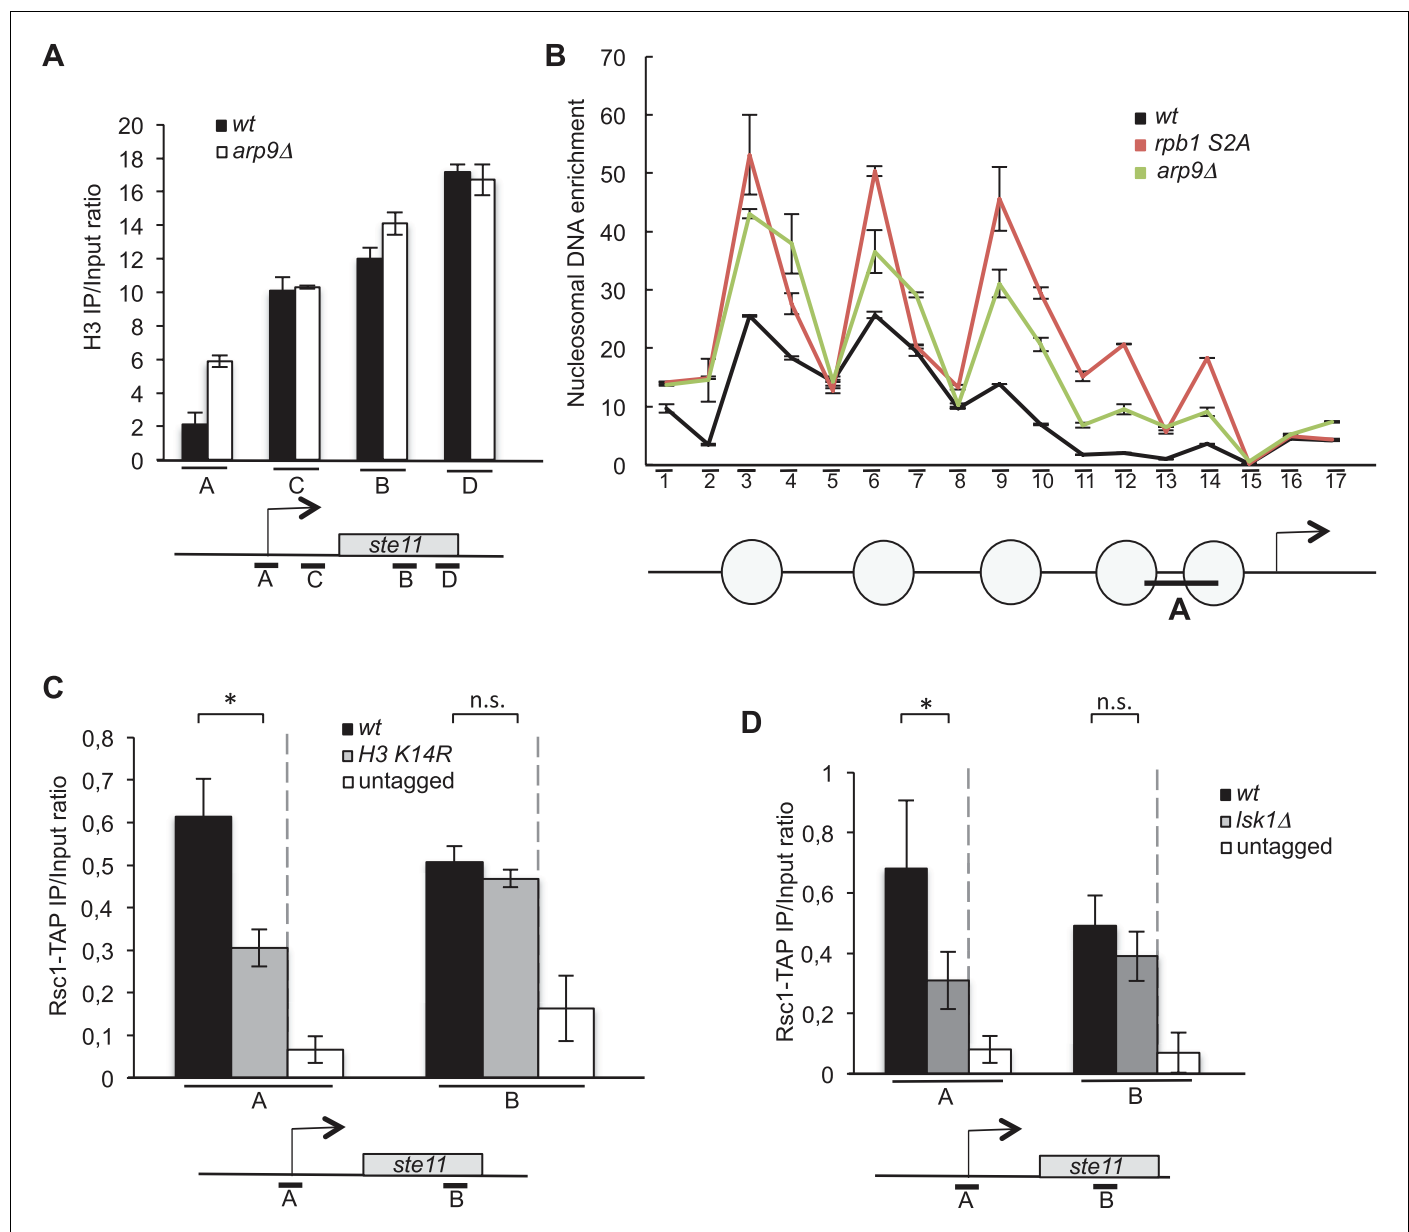 A
wt
arp9Δ
H3 IP/Input ratio
20
18
16
14
12
10
8
6
4
2
0
A C B D
ste11
A C B D
B
wt
rpb1 S2A
arp9Δ
Nucleosomal DNA enrichment
70
60
50
40
30
20
10
0
1 2 3 4 5 6 7 8 9 10 11 12 13 14 15 16 17
A
C
* n.s.
wt
H3 K14R
untagged
Rsc1-TAP IP/Input ratio
0,8
0,7
0,6
0,5
0,4
0,3
0,2
0,1
0
A B
ste11
A B
D
* n.s.
wt
lsk1Δ
untagged
Rsc1-TAP IP/Input ratio
1
0,8
0,6
0,4
0,2
0
A B
ste11
A B